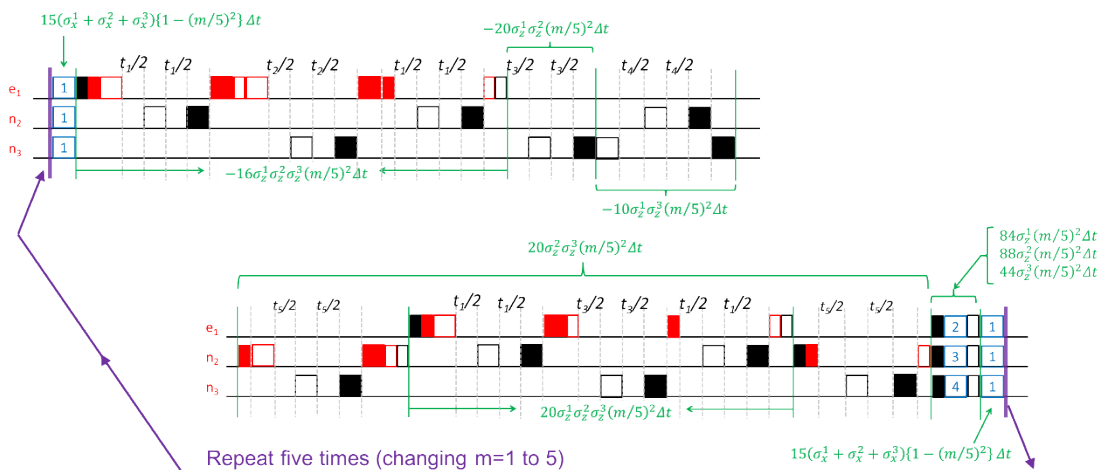 15(σ_x^1 + σ_x^2 + σ_x^3){1 − (m/5)^2} Δt
−20σ_z^1σ_z^2(m/5)^2Δt
t_1/2 t_1/2 t_2/2 t_2/2 t_1/2 t_1/2 t_3/2 t_3/2 t_4/2 t_4/2
e_1 1
n_2 1
n_3 1
−16σ_z^1σ_z^2σ_z^3(m/5)^2Δt
−10σ_z^1σ_z^3(m/5)^2Δt
20σ_z^2σ_z^3(m/5)^2Δt
84σ_z^1(m/5)^2Δt
88σ_z^2(m/5)^2Δt
44σ_z^3(m/5)^2Δt
t_5/2 t_5/2 t_1/2 t_1/2 t_3/2 t_3/2 t_1/2 t_1/2 t_5/2 t_5/2
e_1 2 1
n_2 3 1
n_3 4 1
20σ_z^1σ_z^2σ_z^3(m/5)^2Δt
15(σ_x^1 + σ_x^2 + σ_x^3){1 − (m/5)^2} Δt
Repeat five times (changing m=1 to 5)